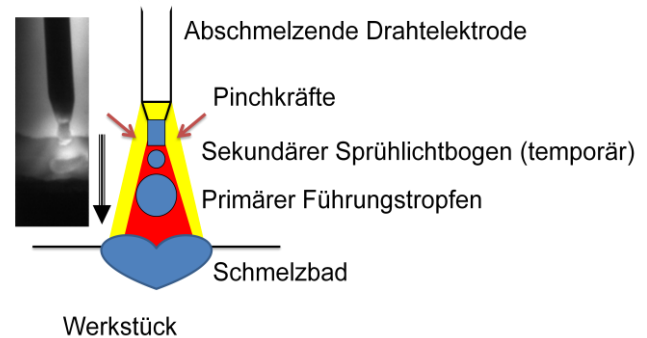 Abschmelzende Drahtelektrode
Pinchkräfte
Sekundärer Sprühlichtbogen (temporär)
Primärer Führungstropfen
Schmelzbad
Werkstück